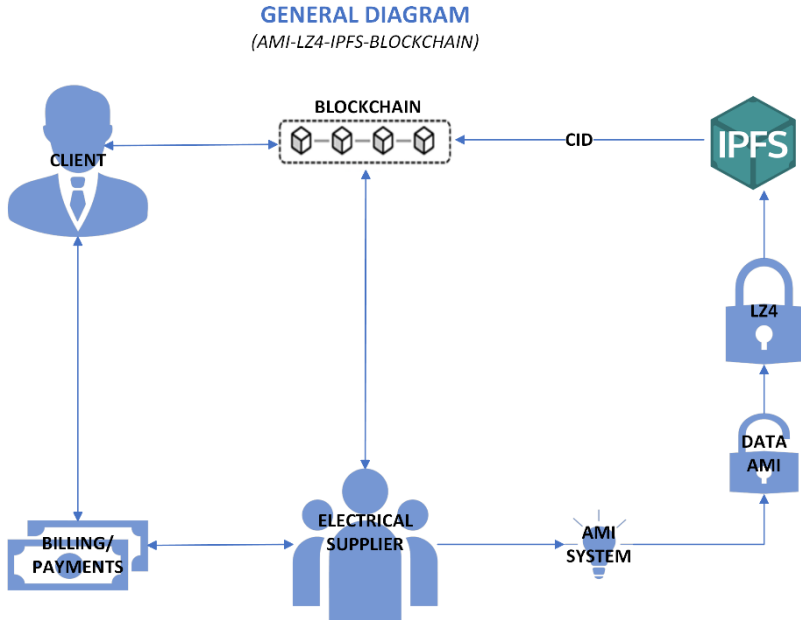 GENERAL DIAGRAM
(AMI-LZ4-IPFS-BLOCKCHAIN)
BLOCKCHAIN
CLIENT
CID
IPFS
LZ4
DATA
AMI
ELECTRICAL
SUPPLIER
BILLING/
PAYMENTS
AMI
SYSTEM